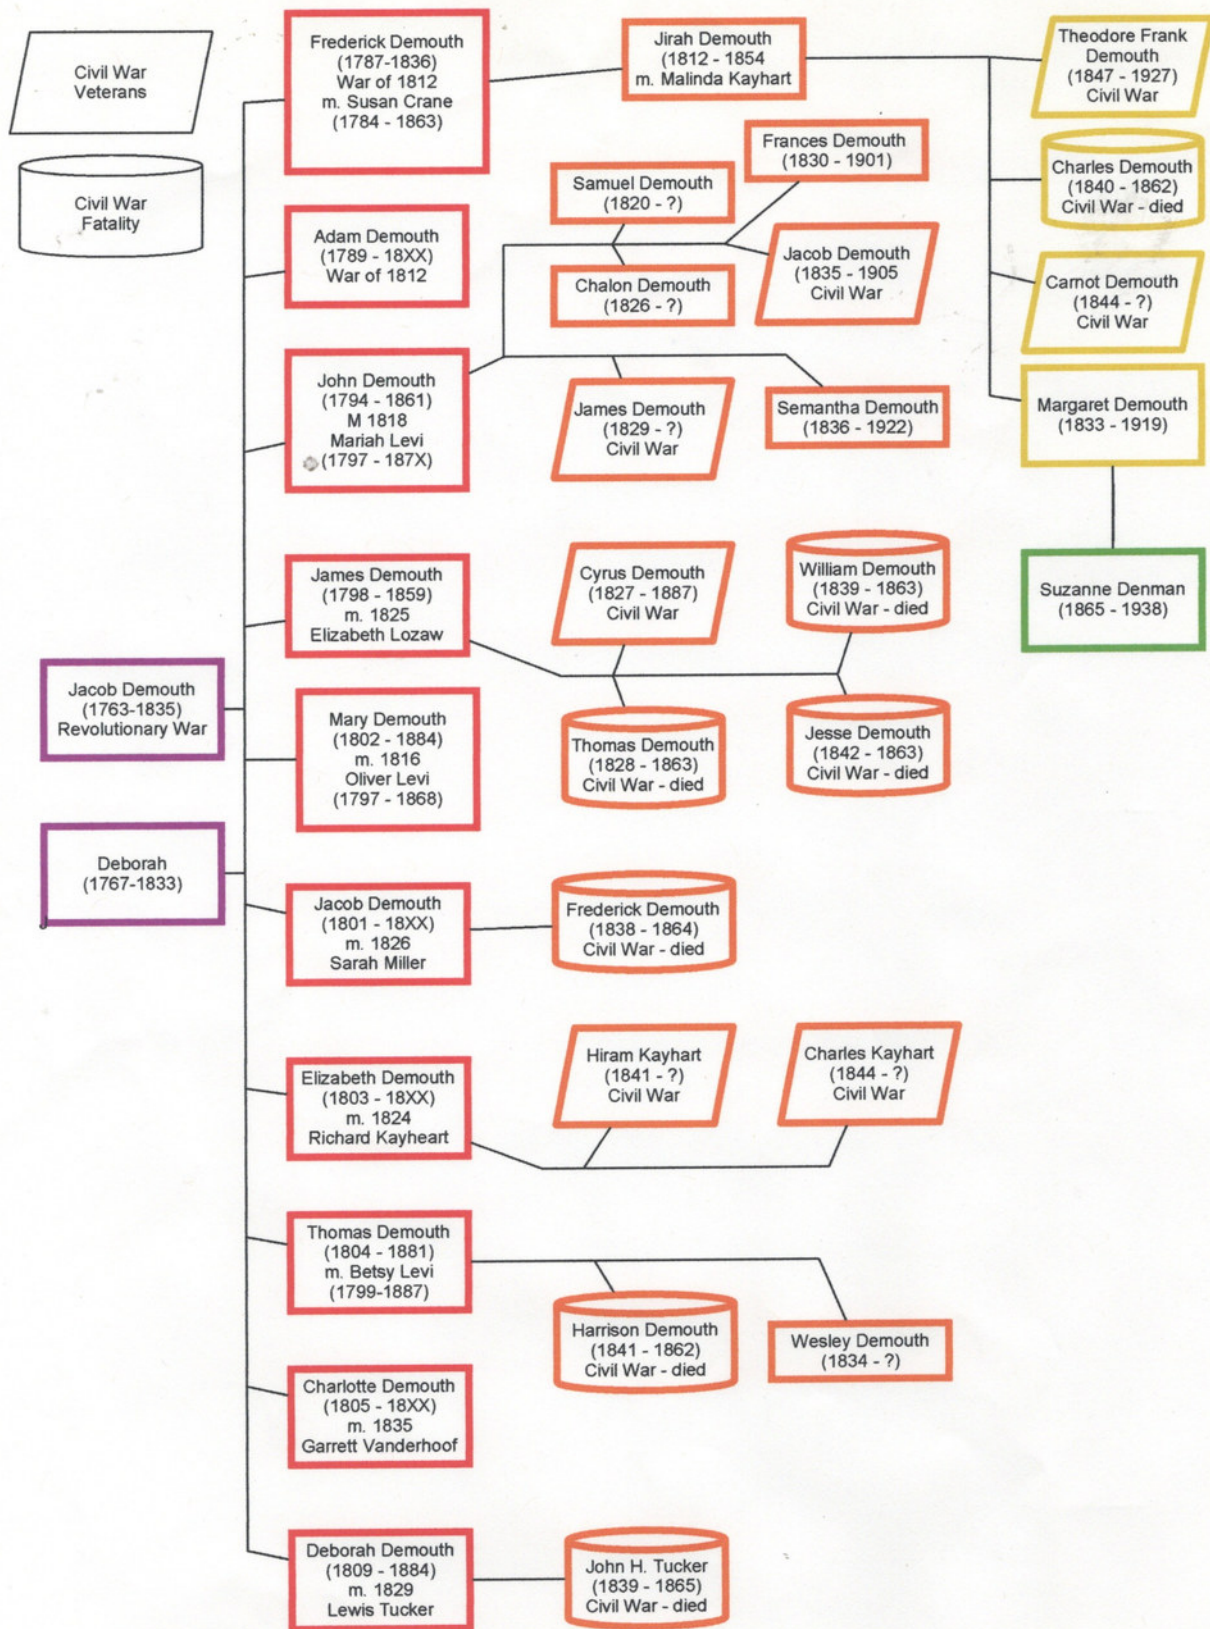 Civil War
Veterans
Civil War
Fatality
Jacob Demouth
(1763-1835)
Revolutionary War
Deborah
(1767-1833)
Frederick Demouth
(1787-1836)
War of 1812
m. Susan Crane
(1784 - 1863)
Adam Demouth
(1789 - 18XX)
War of 1812
John Demouth
(1794 - 1861)
M 1818
Mariah Levi
(1797 - 187X)
James Demouth
(1798 - 1859)
m. 1825
Elizabeth Lozaw
Mary Demouth
(1802 - 1884)
m. 1816
Oliver Levi
(1797 - 1868)
Jacob Demouth
(1801 - 18XX)
m. 1826
Sarah Miller
Elizabeth Demouth
(1803 - 18XX)
m. 1824
Richard Kayheart
Thomas Demouth
(1804 - 1881)
m. Betsy Levi
(1799-1887)
Charlotte Demouth
(1805 - 18XX)
m. 1835
Garrett Vanderhoof
Deborah Demouth
(1809 - 1884)
m. 1829
Lewis Tucker
Jirah Demouth
(1812 - 1854
m. Malinda Kayhart
Frances Demouth
(1830 - 1901)
Samuel Demouth
(1820 - ?)
Chalon Demouth
(1826 - ?)
Jacob Demouth
(1835 - 1905
Civil War
James Demouth
(1829 - ?)
Civil War
Semantha Demouth
(1836 - 1922)
Cyrus Demouth
(1827 - 1887)
Civil War
William Demouth
(1839 - 1863)
Civil War - died
Thomas Demouth
(1828 - 1863)
Civil War - died
Jesse Demouth
(1842 - 1863)
Civil War - died
Frederick Demouth
(1838 - 1864)
Civil War - died
Hiram Kayhart
(1841 - ?)
Civil War
Charles Kayhart
(1844 - ?)
Civil War
Harrison Demouth
(1841 - 1862)
Civil War - died
Wesley Demouth
(1834 - ?)
John H. Tucker
(1839 - 1865)
Civil War - died
Theodore Frank
Demouth
(1847 - 1927)
Civil War
Charles Demouth
(1840 - 1862)
Civil War - died
Carnot Demouth
(1844 - ?)
Civil War
Margaret Demouth
(1833 - 1919)
Suzanne Denman
(1865 - 1938)